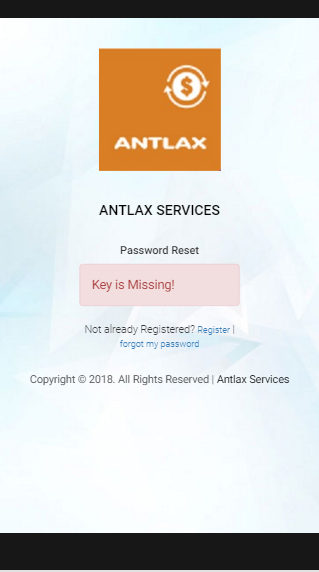 $
ANTLAX
ANTLAX SERVICES
Password Reset
Key is Missing!
Not already Registered? Register |
forgot my password
Copyright © 2018. All Rights Reserved | Antlax Services